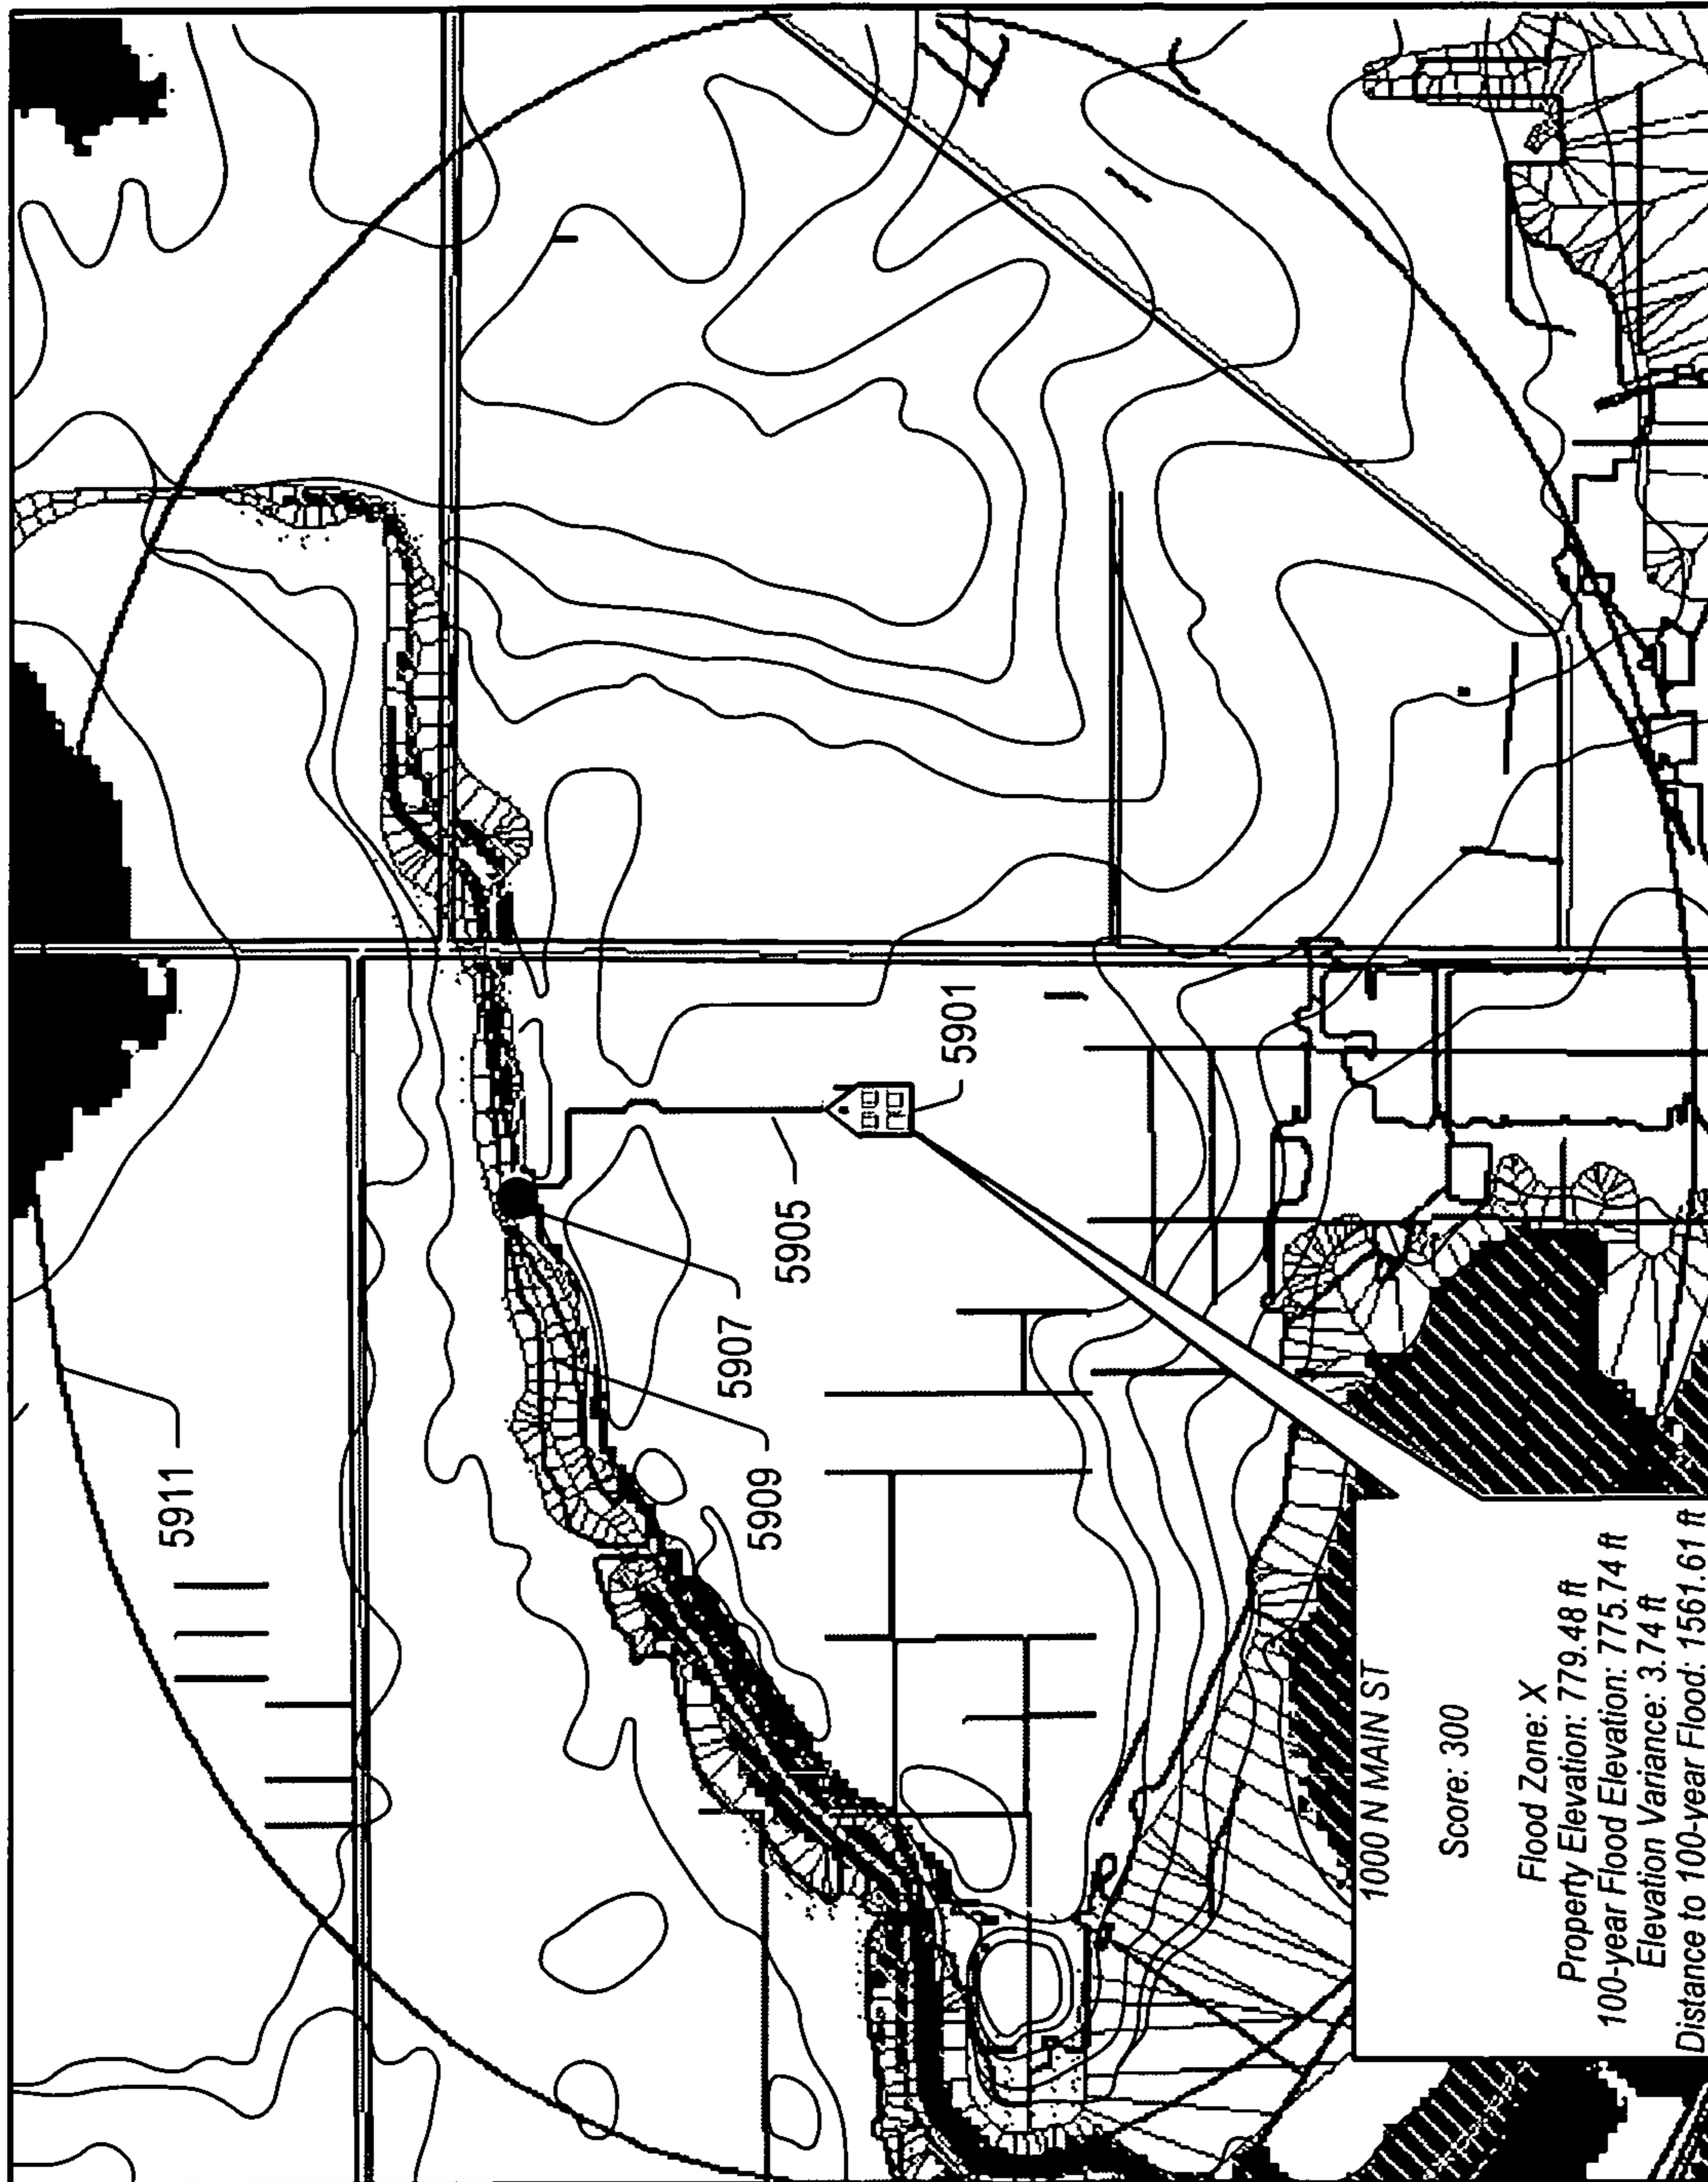 5911
5909
5907
5905
5901
1000 N MAIN ST
Score: 300
Flood Zone: X
Property Elevation: 779.48 ft
100-year Flood Elevation: 775.74 ft
Elevation Variance: 3.74 ft
Distance to 100-year Flood: 1561.61 ft